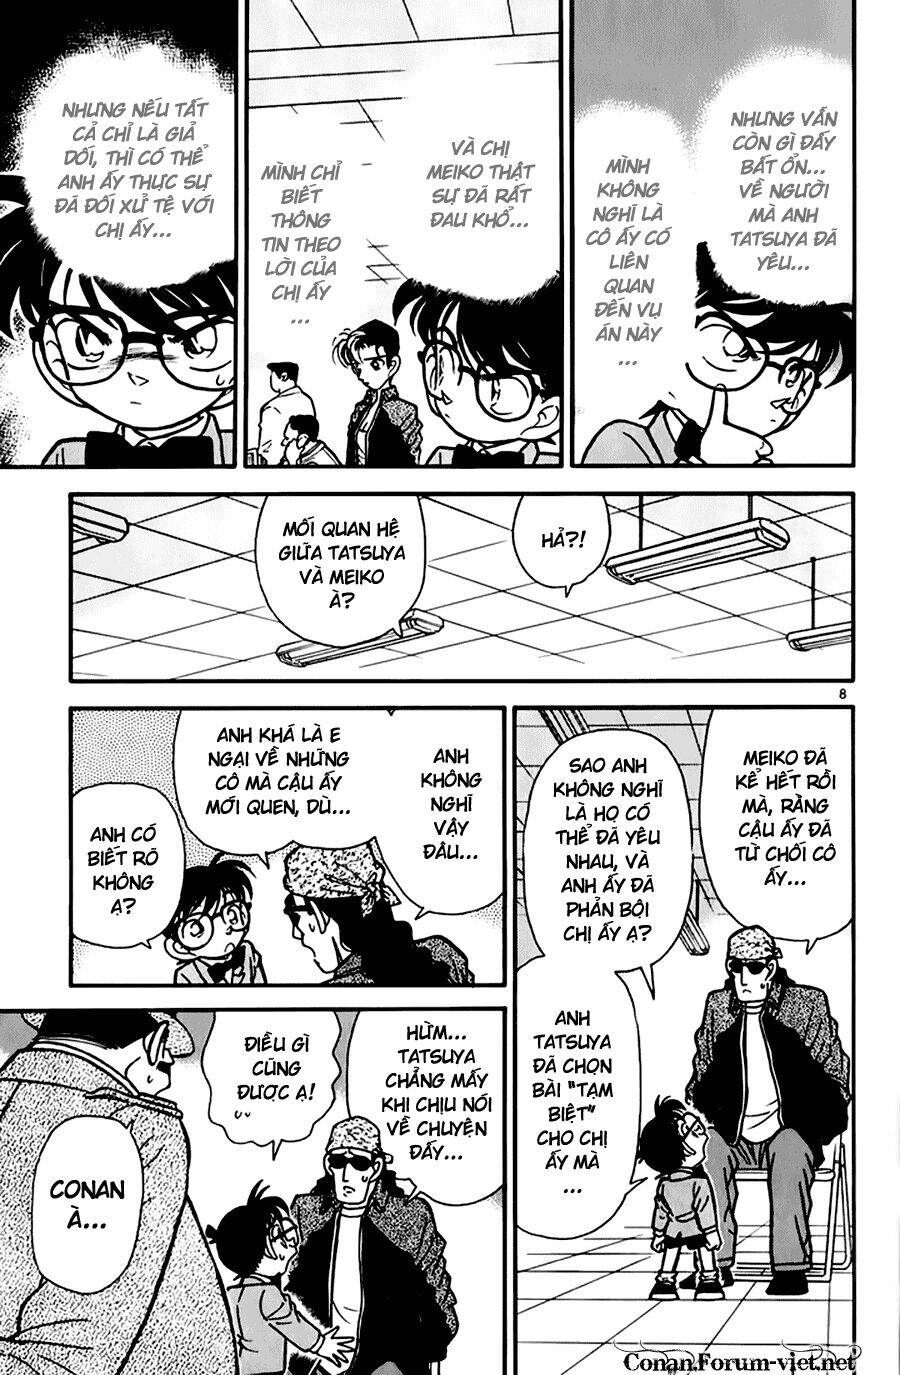 NHƯNG VẪN
CÒN GÌ ĐẤY
BẤT ỔN...
VỀ NGƯỜI
MÀ ANH
TATSUYA ĐÃ
YÊU...
MÌNH
KHÔNG
NGHĨ LÀ
CÔ ẤY CÓ
LIÊN
QUAN
ĐẾN VỤ
ÁN NÀY
...
VÀ CHỊ
MEIKO THẬT
SỰ ĐÃ RẤT
ĐAU KHỔ...
MÌNH CHỈ
BIẾT
THÔNG
TIN THEO
LỜI CỦA
CHỊ ẤY
...
NHƯNG NẾU TẤT
CẢ CHỈ LÀ GIẢ
DỐI, THÌ CÓ THỂ
ANH ẤY THỰC SỰ
ĐÃ ĐỐI XỬ TỆ VỚI
CHỊ ẤY...
HẢ?!
MỐI QUAN HỆ
GIỮA TATSUYA
VÀ MEIKO
À?
8
MEIKO ĐÃ
KỂ HẾT RỒI
MÀ, RẰNG
CẬU ẤY ĐÃ
TỪ CHỐI CÔ
ẤY...
SAO ANH
KHÔNG NGHĨ
LÀ HỌ CÓ
THỂ ĐÃ YÊU
NHAU, VÀ
ANH ẤY ĐÃ
PHẢN BỘI
CHỊ ẤY Ạ?
ANH
TATSUYA
ĐÃ CHỌN
BÀI "TẠM
BIỆT"
CHO CHỊ
ẤY MÀ
...
ANH
KHÔNG
NGHĨ
VẬY
ĐÂU...
ANH KHÁ LÀ E
NGẠI VỀ NHỮNG
CÔ MÀ CẬU ẤY
MỚI QUEN, DÙ...
ANH CÓ
BIẾT RÕ
KHÔNG
Ạ?
HỪM...
TATSUYA
CHẲNG MẤY
KHI CHỊU NÓI
VỀ CHUYỆN
ĐẤY...
ĐIỀU GÌ
CŨNG
ĐƯỢC Ạ!
CONAN
À...
Conan.Forum-viet.net